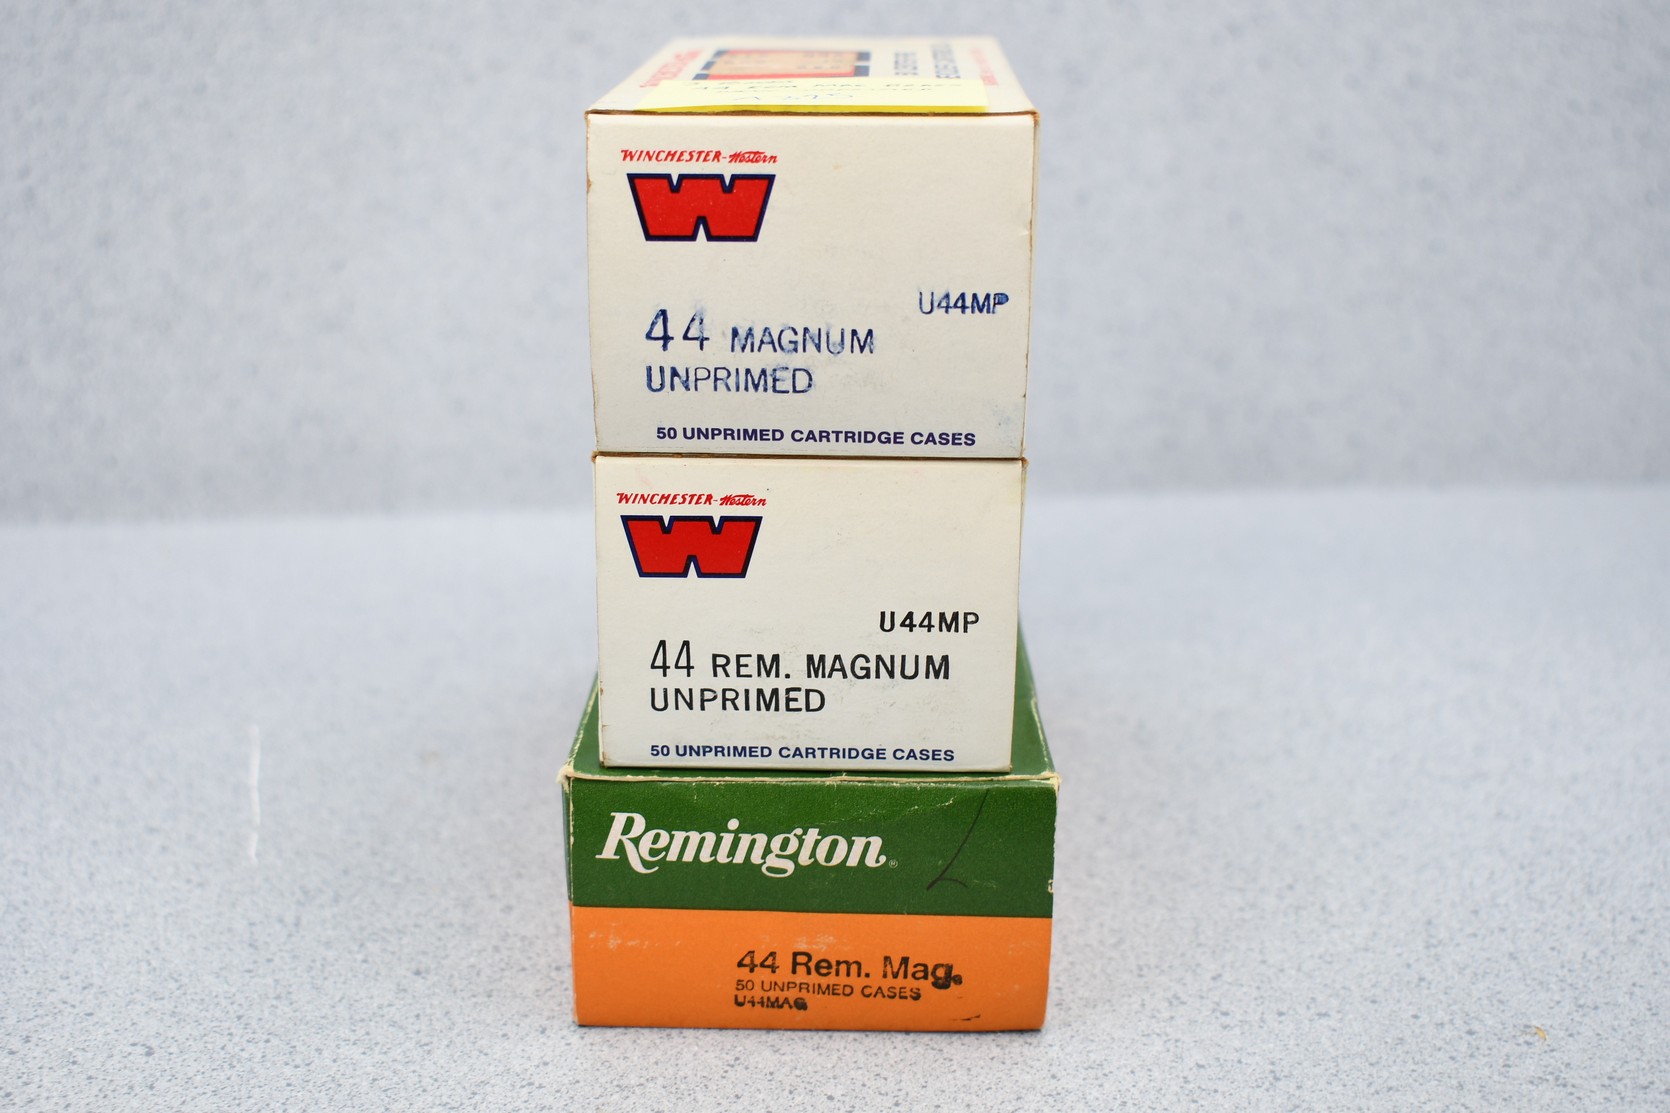 WINCHESTER-Western
W
U44MP
44 MAGNUM
UNPRIMED
50 UNPRIMED CARTRIDGE CASES
WINCHESTER-Western
W
U44MP
44 REM. MAGNUM
UNPRIMED
50 UNPRIMED CARTRIDGE CASES
Remington®
44 Rem. Mag.
50 UNPRIMED CASES
U44MAG